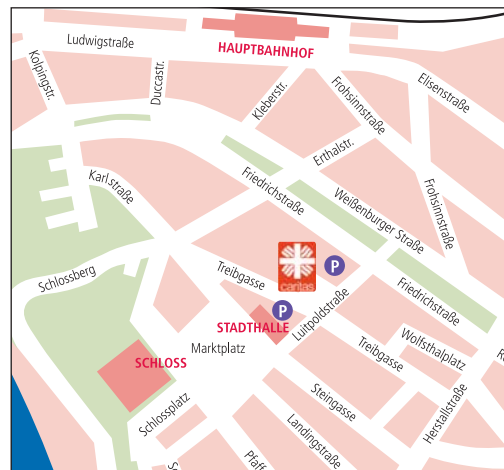 Ludwigstraße
HAUPTBAHNHOF
Kolpingstr.
Duccastr.
Kleberstr.
Frohsinnstraße
Elisenstraße
Erthalstr.
Karlstraße
Friedrichstraße
Weißenburger Straße
Frohsinnstraße
Schlossberg
Treibgasse
caritas
P
P
Luitpoldstraße
Friedrichstraße
STADTHALLE
Marktplatz
SCHLOSS
Treibgasse
Wolfsthalplatz
Steingasse
Herstallstraße
Schlossplatz
Landingstraße
Pfaff